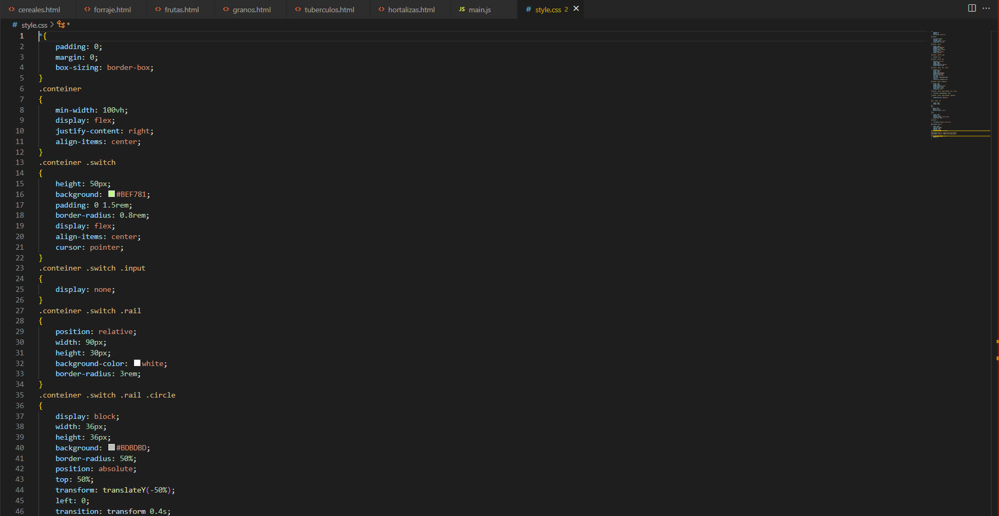 cereales.html forraje.html frutas.html granos.html tuberculos.html hortalizas.html JS main.js # style.css 2
# style.css > *
1 *{
2 padding: 0;
3 margin: 0;
4 box-sizing: border-box;
5 }
6 .conteiner
7 {
8 min-width: 100vh;
9 display: flex;
10 justify-content: right;
11 align-items: center;
12 }
13 .conteiner .switch
14 {
15 height: 50px;
16 background: #BEF781;
17 padding: 0 1.5rem;
18 border-radius: 0.8rem;
19 display: flex;
20 align-items: center;
21 cursor: pointer;
22 }
23 .conteiner .switch .input
24 {
25 display: none;
26 }
27 .conteiner .switch .rail
28 {
29 position: relative;
30 width: 90px;
31 height: 30px;
32 background-color: white;
33 border-radius: 3rem;
34 }
35 .conteiner .switch .rail .circle
36 {
37 display: block;
38 width: 36px;
39 height: 36px;
40 background: #BDBDBD;
41 border-radius: 50%;
42 position: absolute;
43 top: 50%;
44 transform: translateY(-50%);
45 left: 0;
46 transition: transform 0.4s;